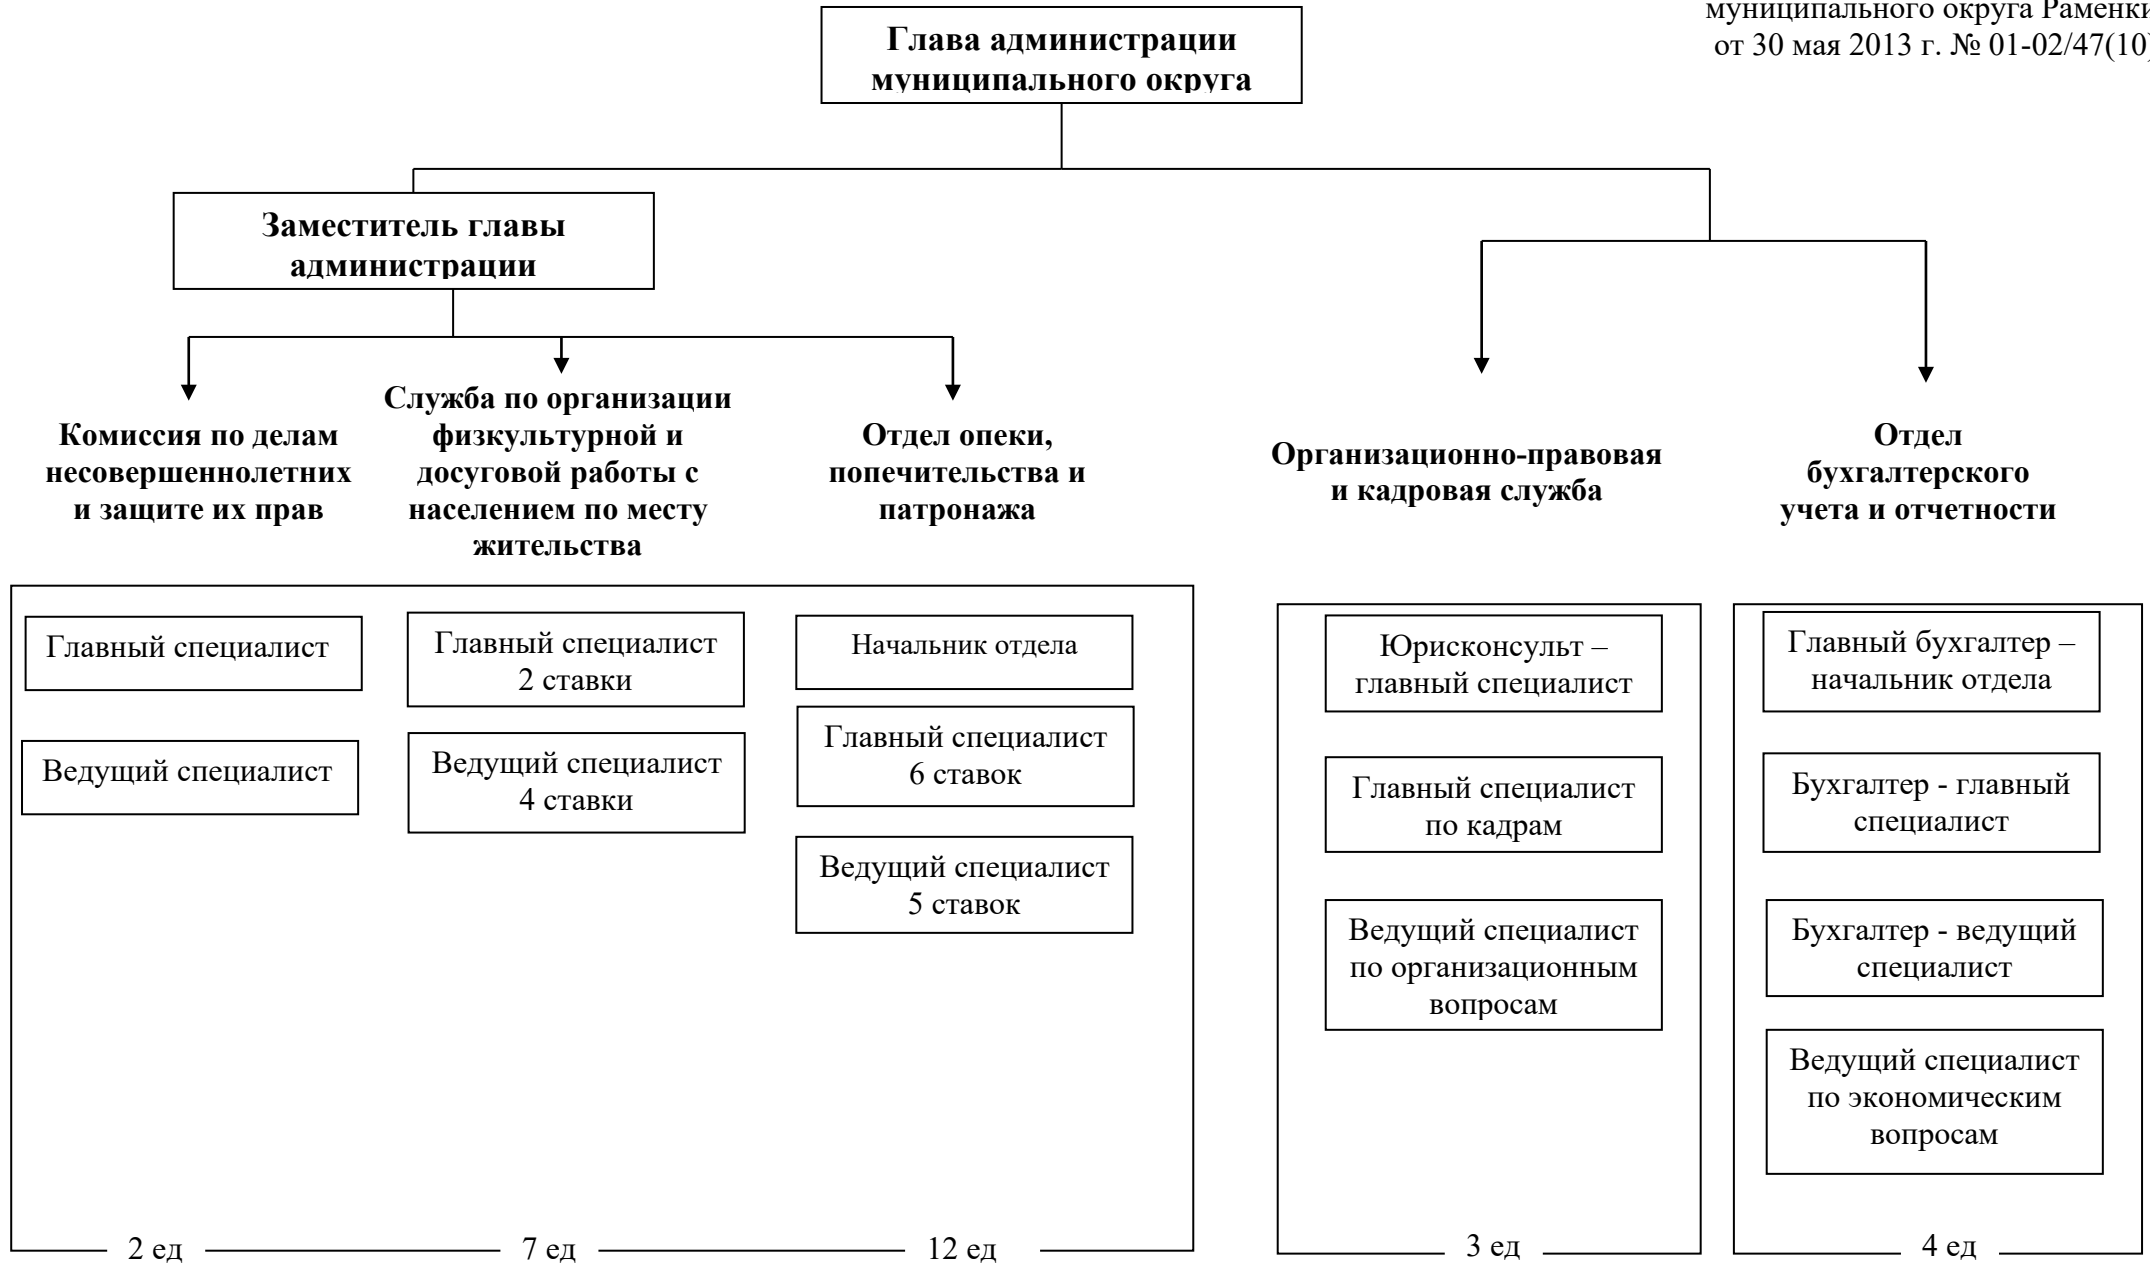 муниципального округа Раменки
от 30 мая 2013 г. № 01-02/47(10)
Глава администрации
муниципального округа
Заместитель главы
администрации
Комиссия по делам
несовершеннолетних
и защите их прав
Служба по организации
физкультурной и
досуговой работы с
населением по месту
жительства
Отдел опеки,
попечительства и
патронажа
Организационно-правовая
и кадровая служба
Отдел
бухгалтерского
учета и отчетности
Главный специалист
Ведущий специалист
Главный специалист
2 ставки
Ведущий специалист
4 ставки
Начальник отдела
Главный специалист
6 ставок
Ведущий специалист
5 ставок
Юрисконсульт –
главный специалист
Главный специалист
по кадрам
Ведущий специалист
по организационным
вопросам
Главный бухгалтер –
начальник отдела
Бухгалтер - главный
специалист
Бухгалтер - ведущий
специалист
Ведущий специалист
по экономическим
вопросам
2 ед
7 ед
12 ед
3 ед
4 ед